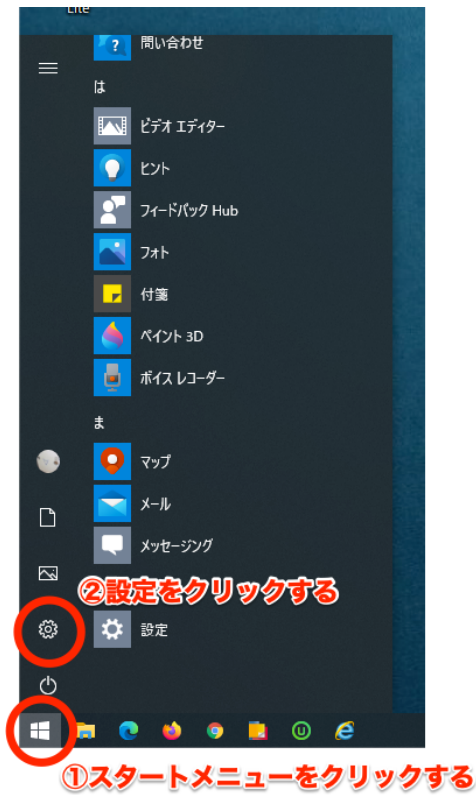 Lite
問い合わせ
は
ビデオ エディター
ヒント
フィードバック Hub
フォト
付箋
ペイント 3D
ボイス レコーダー
ま
マップ
メール
メッセージング
②設定をクリックする
設定
①スタートメニューをクリックする